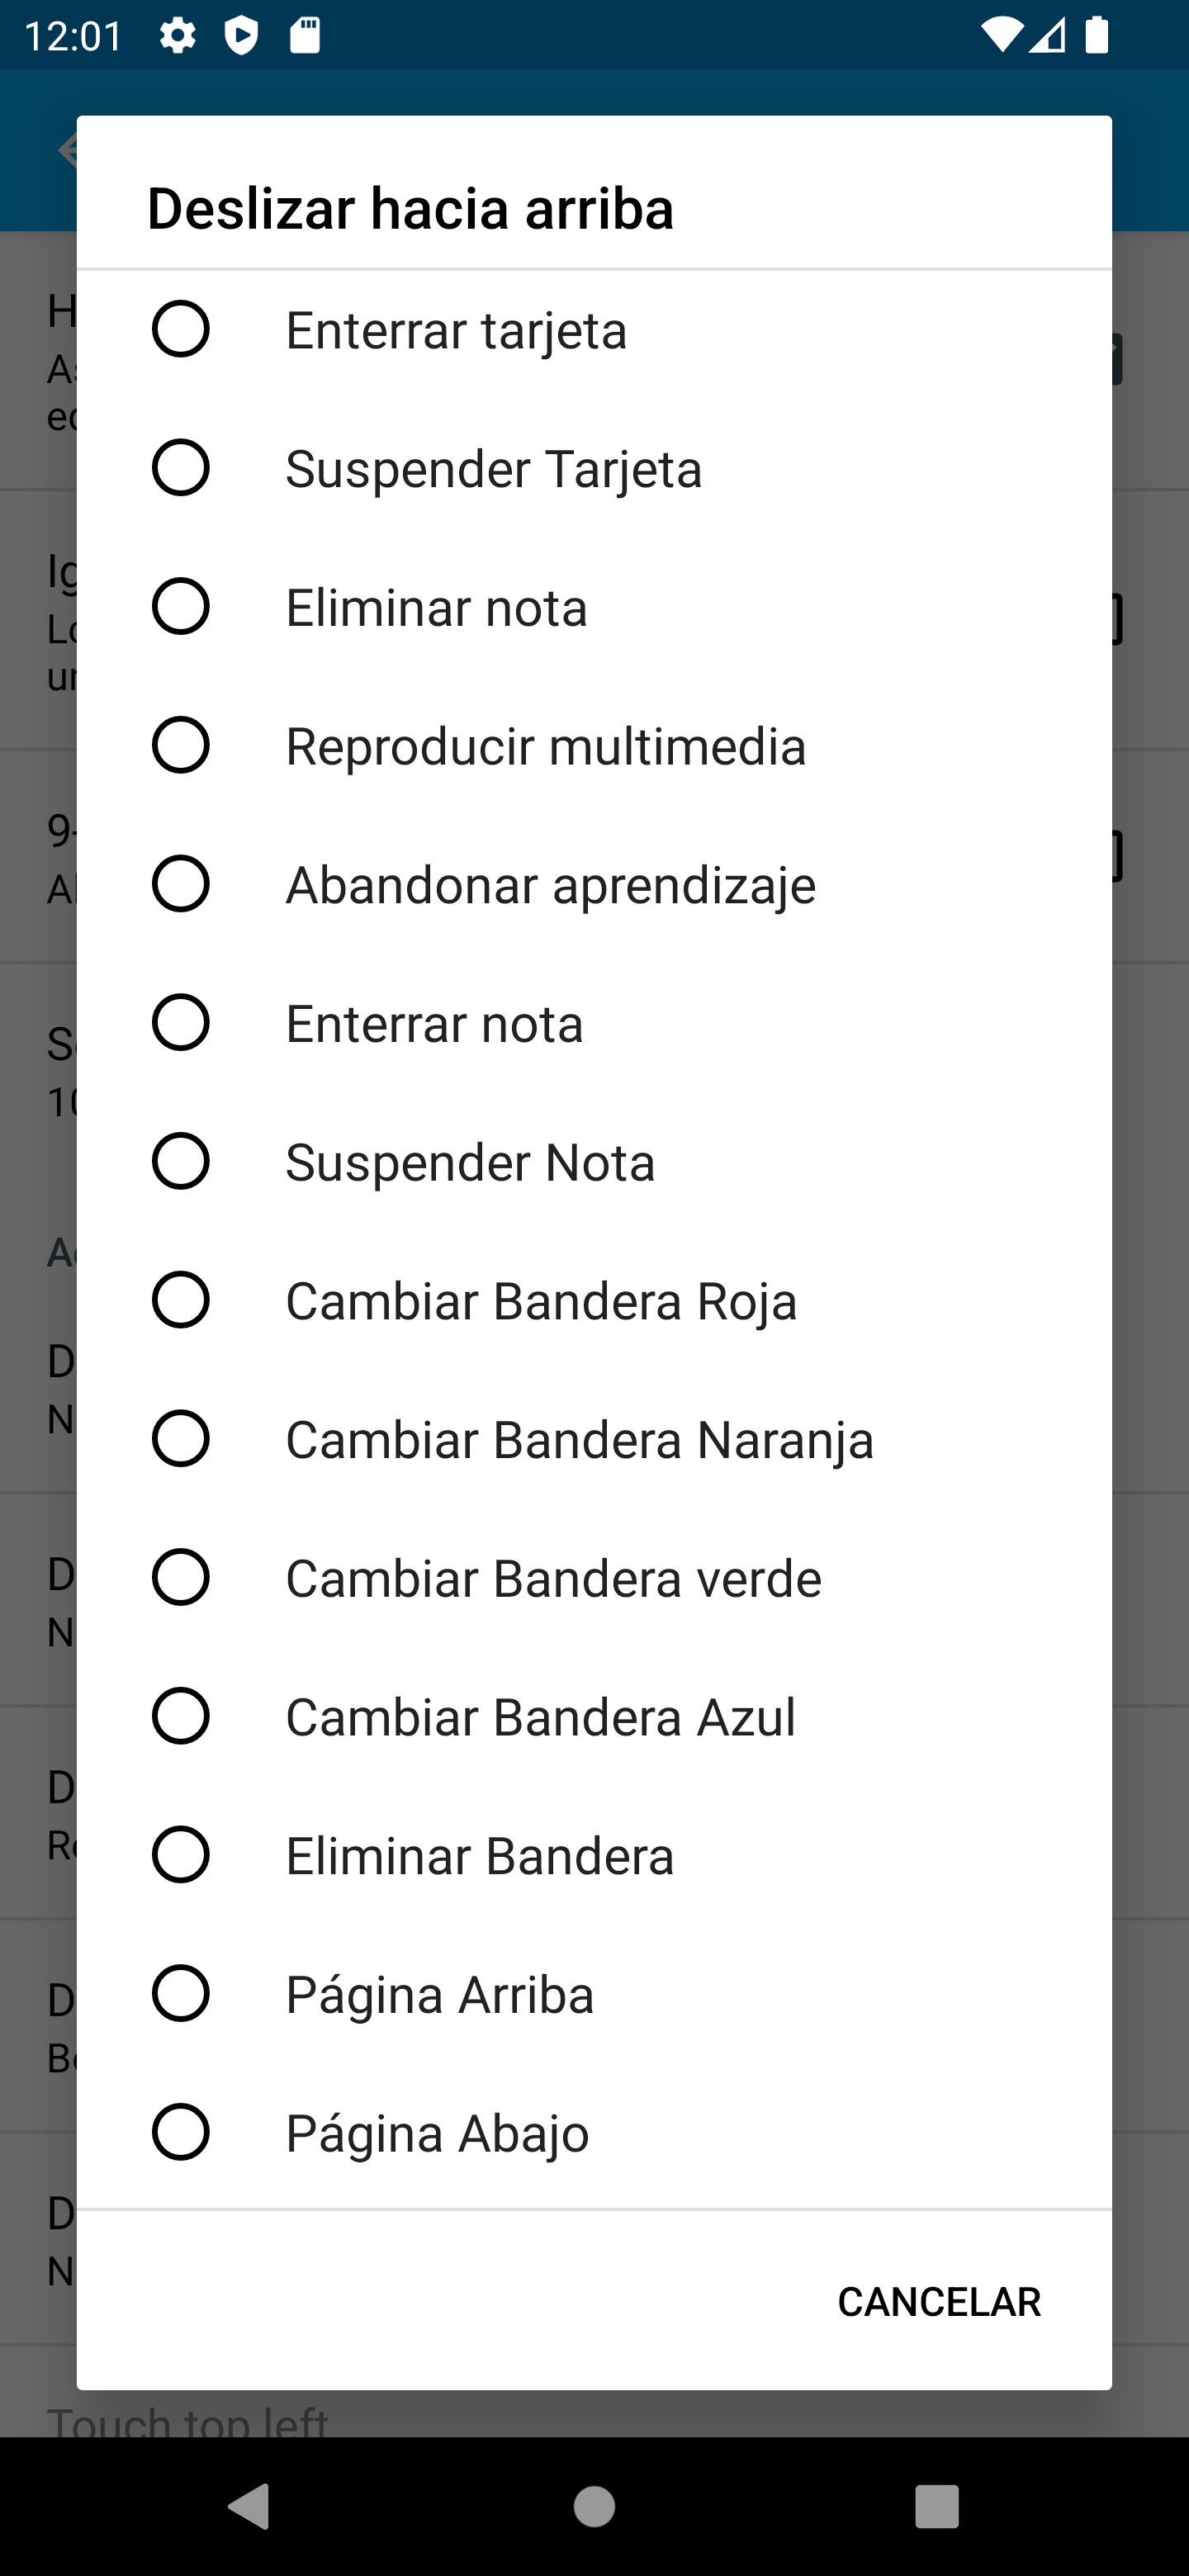 12:01
Deslizar hacia arriba
Enterrar tarjeta
Suspender Tarjeta
Eliminar nota
Reproducir multimedia
Abandonar aprendizaje
Enterrar nota
Suspender Nota
Cambiar Bandera Roja
Cambiar Bandera Naranja
Cambiar Bandera verde
Cambiar Bandera Azul
Eliminar Bandera
Página Arriba
Página Abajo
CANCELAR
Touch top left